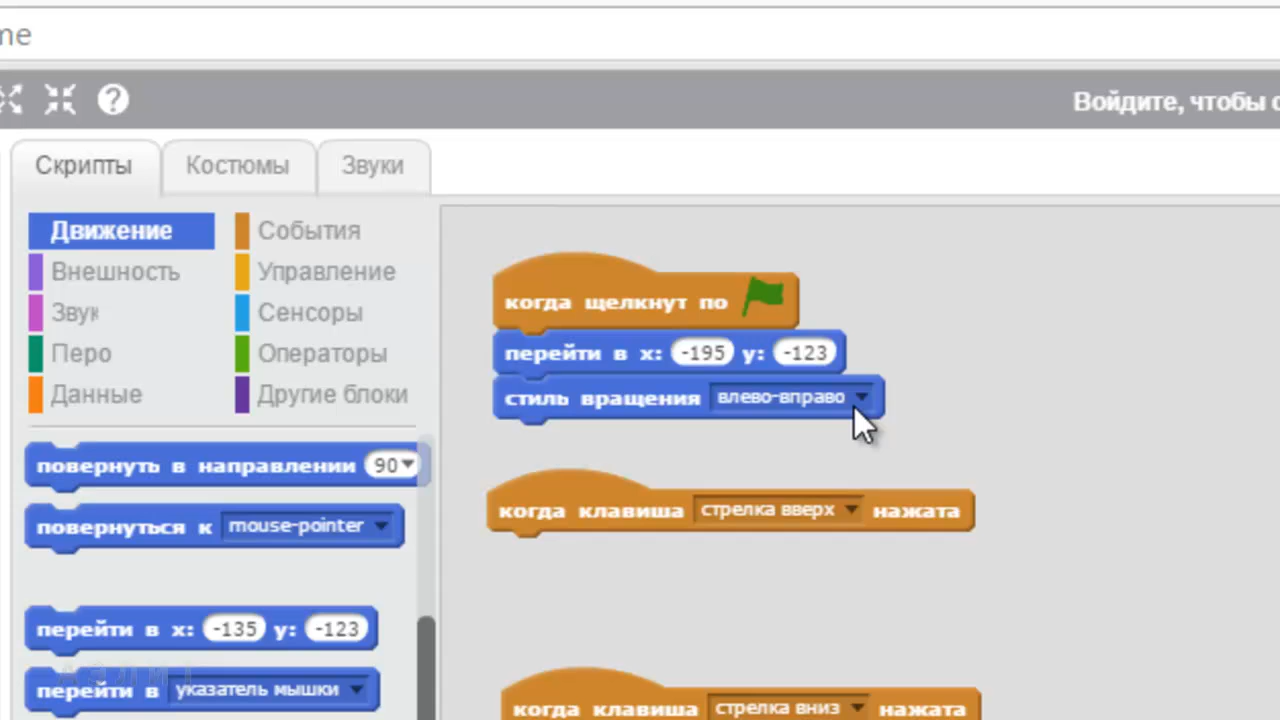 me
Войдите, чтобы с
Скрипты Костюмы Звуки
Движение События
Внешность Управление
Звук Сенсоры
Перо Операторы
Данные Другие блоки
повернуть в направлении 90
повернуться к mouse-pointer
перейти в x: -135 y: -123
перейти в указатель мышки
когда щелкнут по
перейти в x: -195 y: -123
стиль вращения влево-вправо
когда клавиша стрелка вверх нажата
когда клавиша стрелка вниз нажата